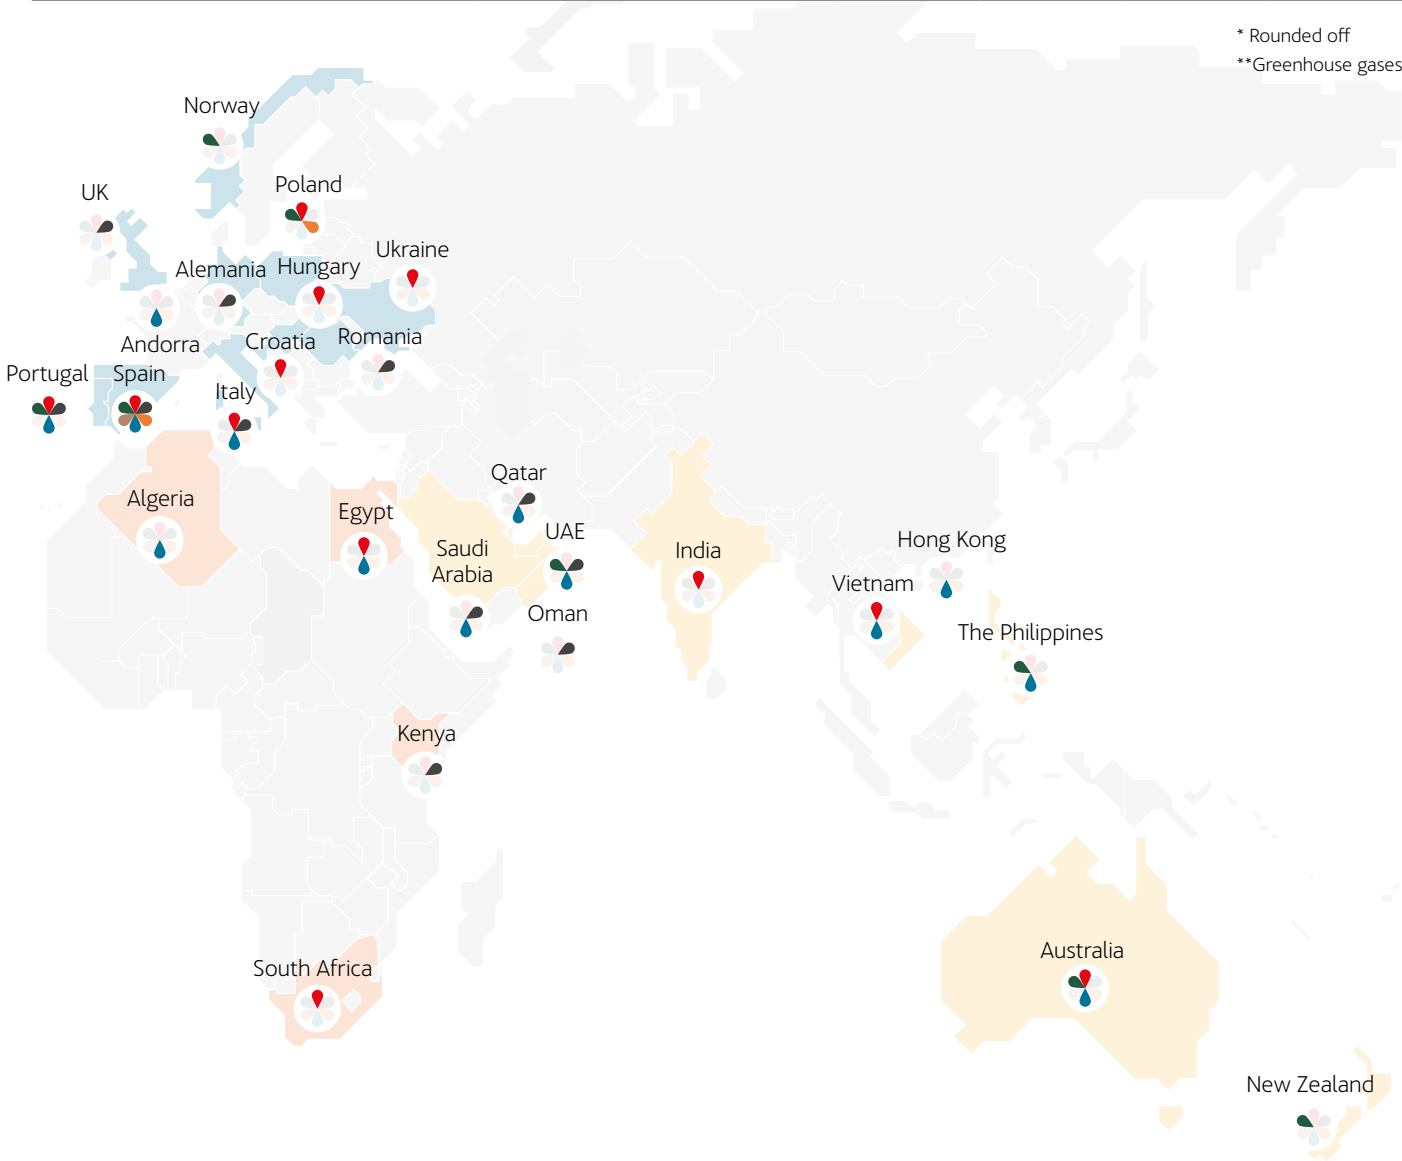 * Rounded off
**Greenhouse gases
Norway
Poland
UK
Ukraine
Alemania
Hungary
Andorra
Croatia
Romania
Portugal
Spain
Italy
Qatar
Algeria
Egypt
UAE
Saudi
Arabia
India
Hong Kong
Vietnam
Oman
The Philippines
Kenya
Australia
South Africa
New Zealand